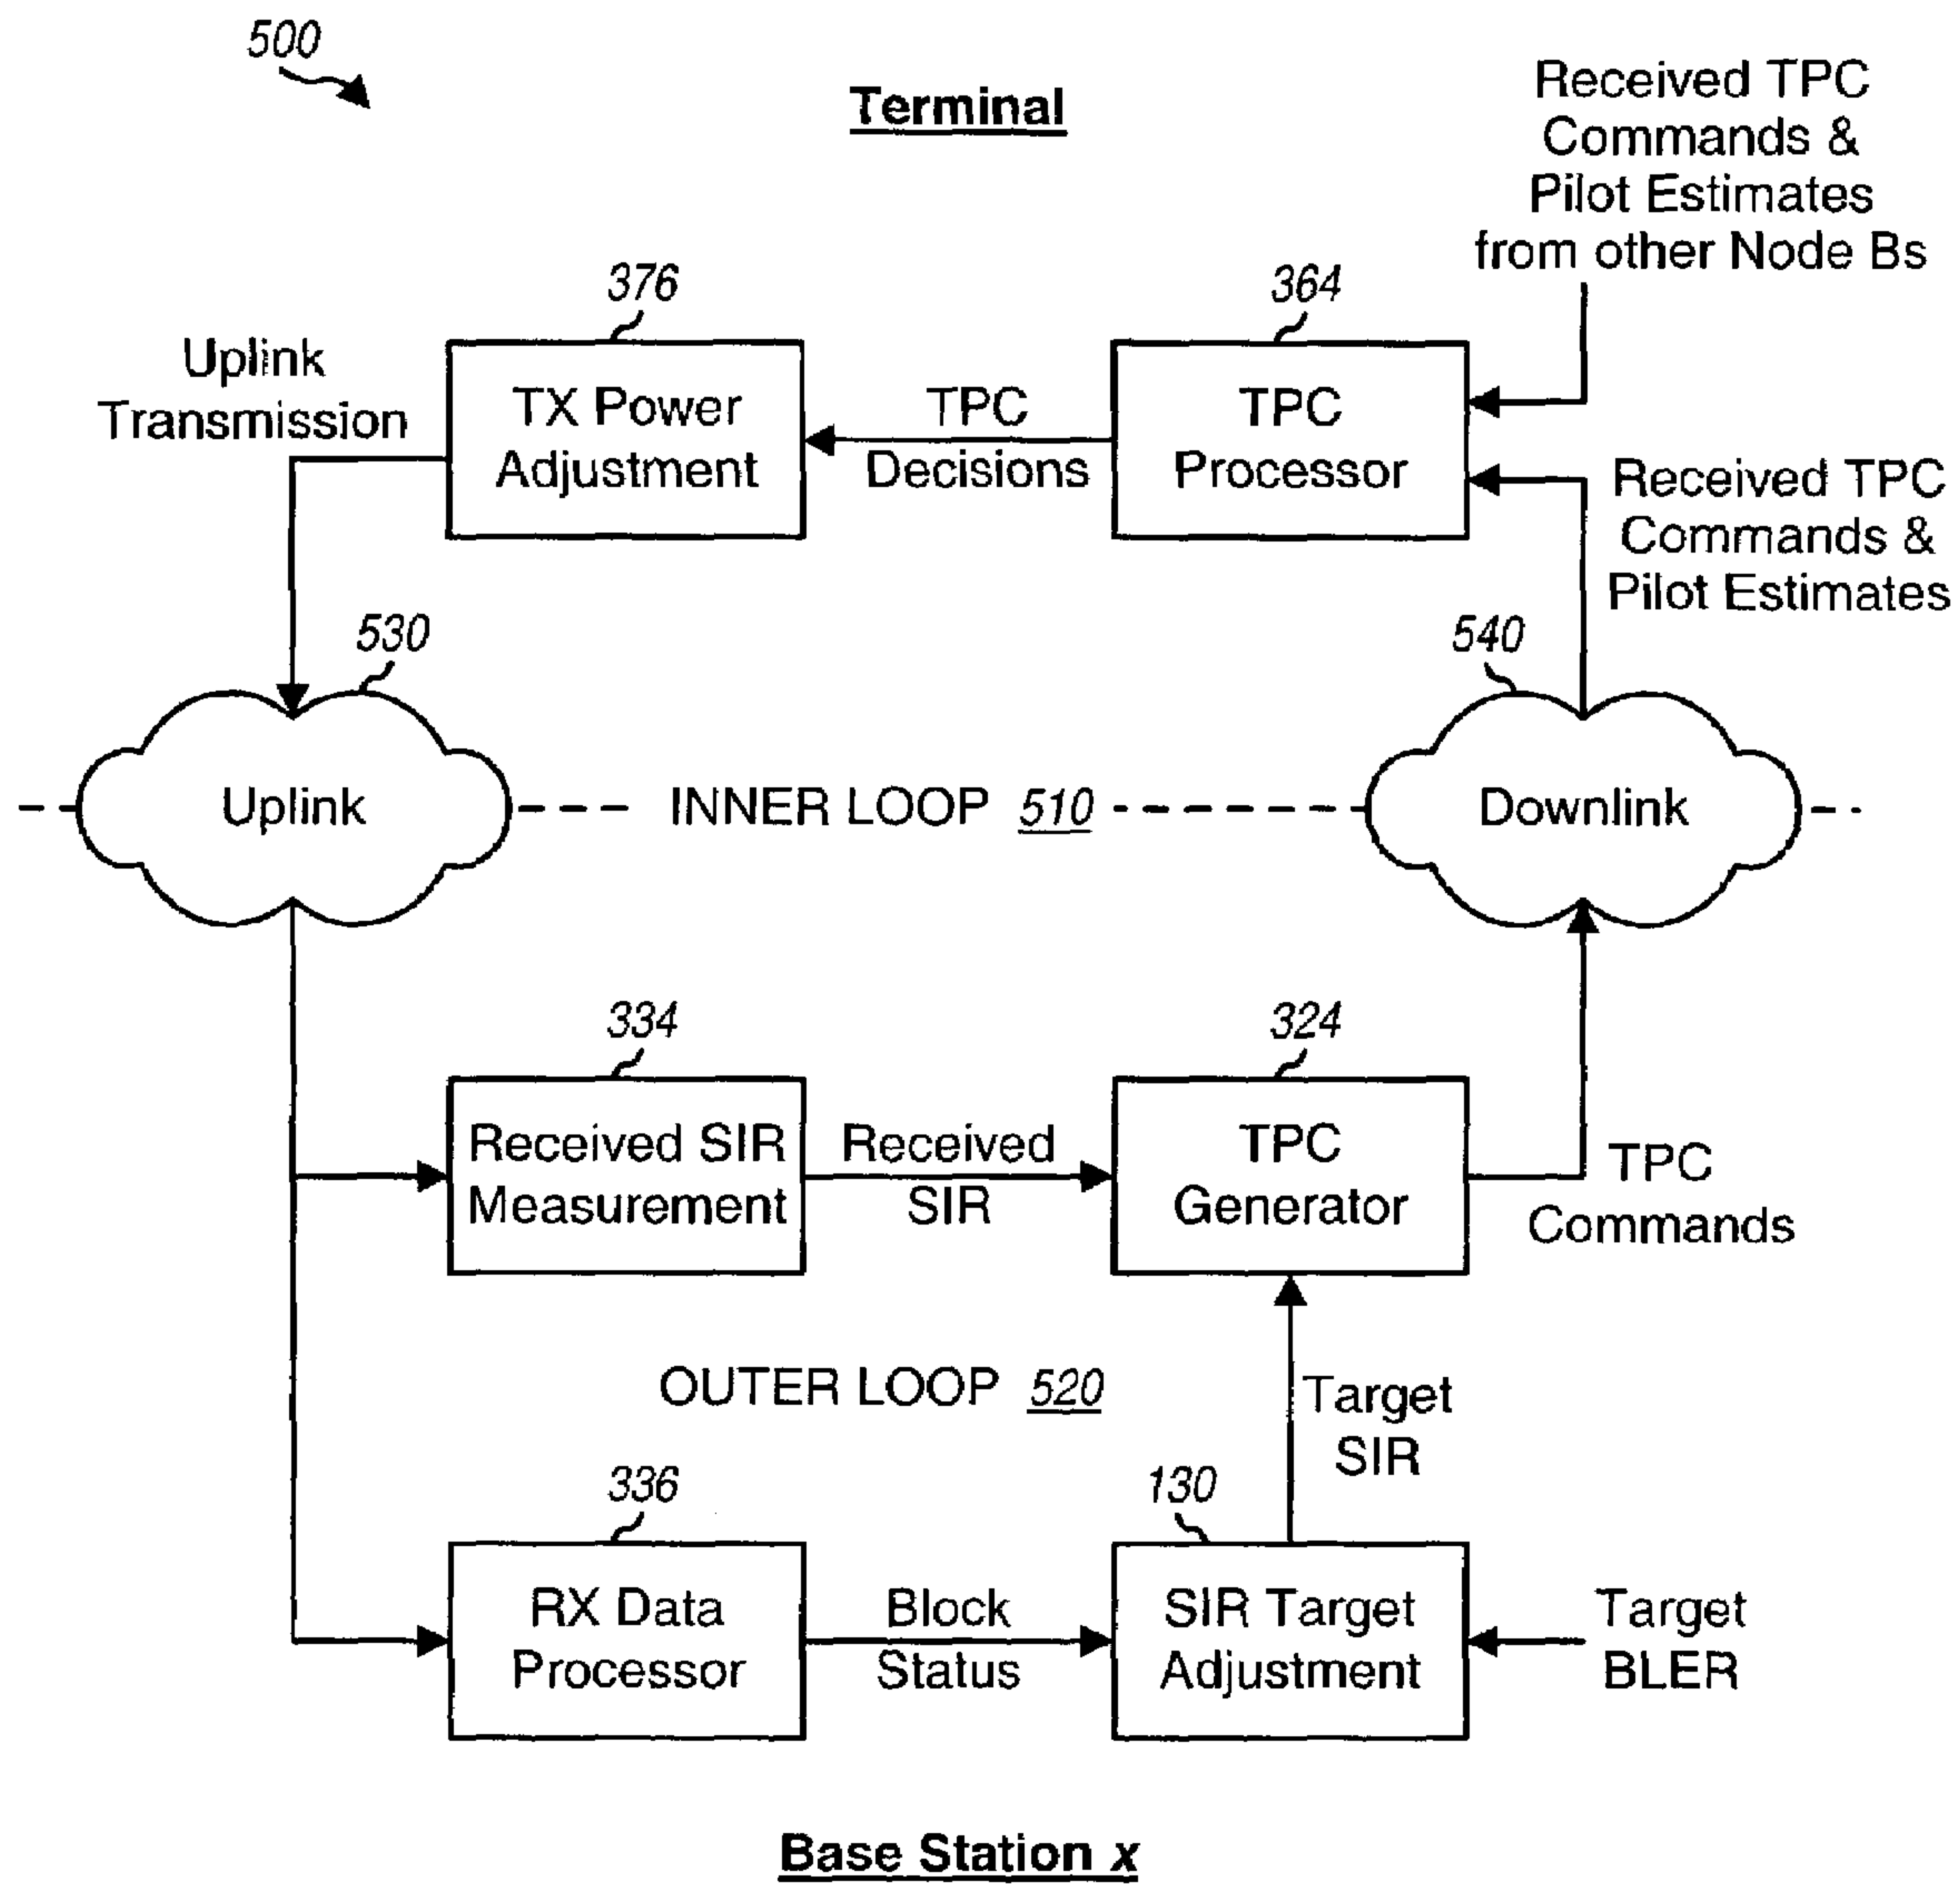 500
Terminal
Received TPC
Commands &
Pilot Estimates
from other Node Bs
376
364
Uplink
Transmission
TX Power
Adjustment
TPC
Decisions
TPC
Processor
Received TPC
Commands &
Pilot Estimates
530
540
Uplink
INNER LOOP 510
Downlink
334
324
Received SIR
Measurement
Received
SIR
TPC
Generator
TPC
Commands
OUTER LOOP 520
Target
SIR
336
130
RX Data
Processor
Block
Status
SIR Target
Adjustment
Target
BLER
Base Station x